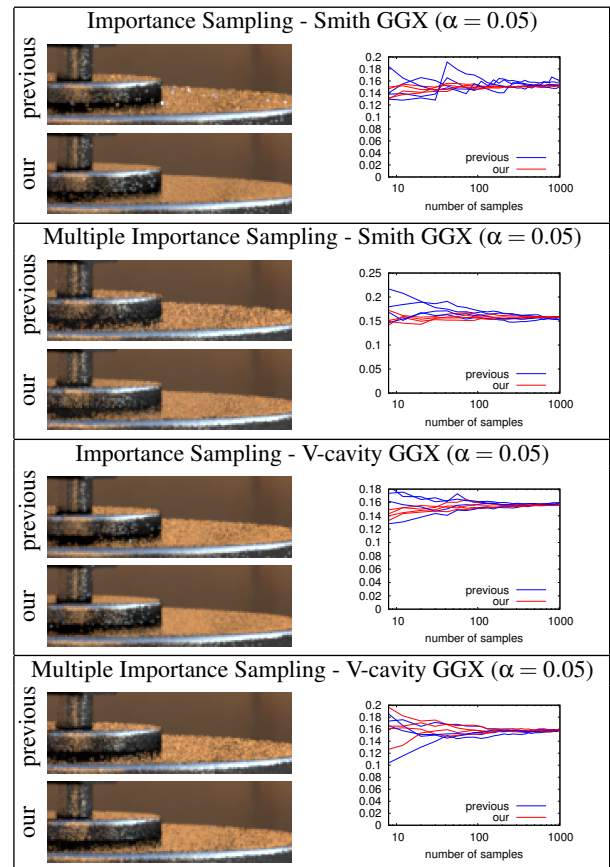 Importance Sampling - Smith GGX (α = 0.05)
previous
our
0.2
0.18
0.16
0.14
0.12
0.1
0.08
0.06
0.04
0.02
0
10
100
1000
previous
our
number of samples
Multiple Importance Sampling - Smith GGX (α = 0.05)
previous
our
0.25
0.2
0.15
0.1
0.05
0
10
100
1000
previous
our
number of samples
Importance Sampling - V-cavity GGX (α = 0.05)
previous
our
0.18
0.16
0.14
0.12
0.1
0.08
0.06
0.04
0.02
0
10
100
1000
previous
our
number of samples
Multiple Importance Sampling - V-cavity GGX (α = 0.05)
previous
our
0.2
0.18
0.16
0.14
0.12
0.1
0.08
0.06
0.04
0.02
0
10
100
1000
previous
our
number of samples